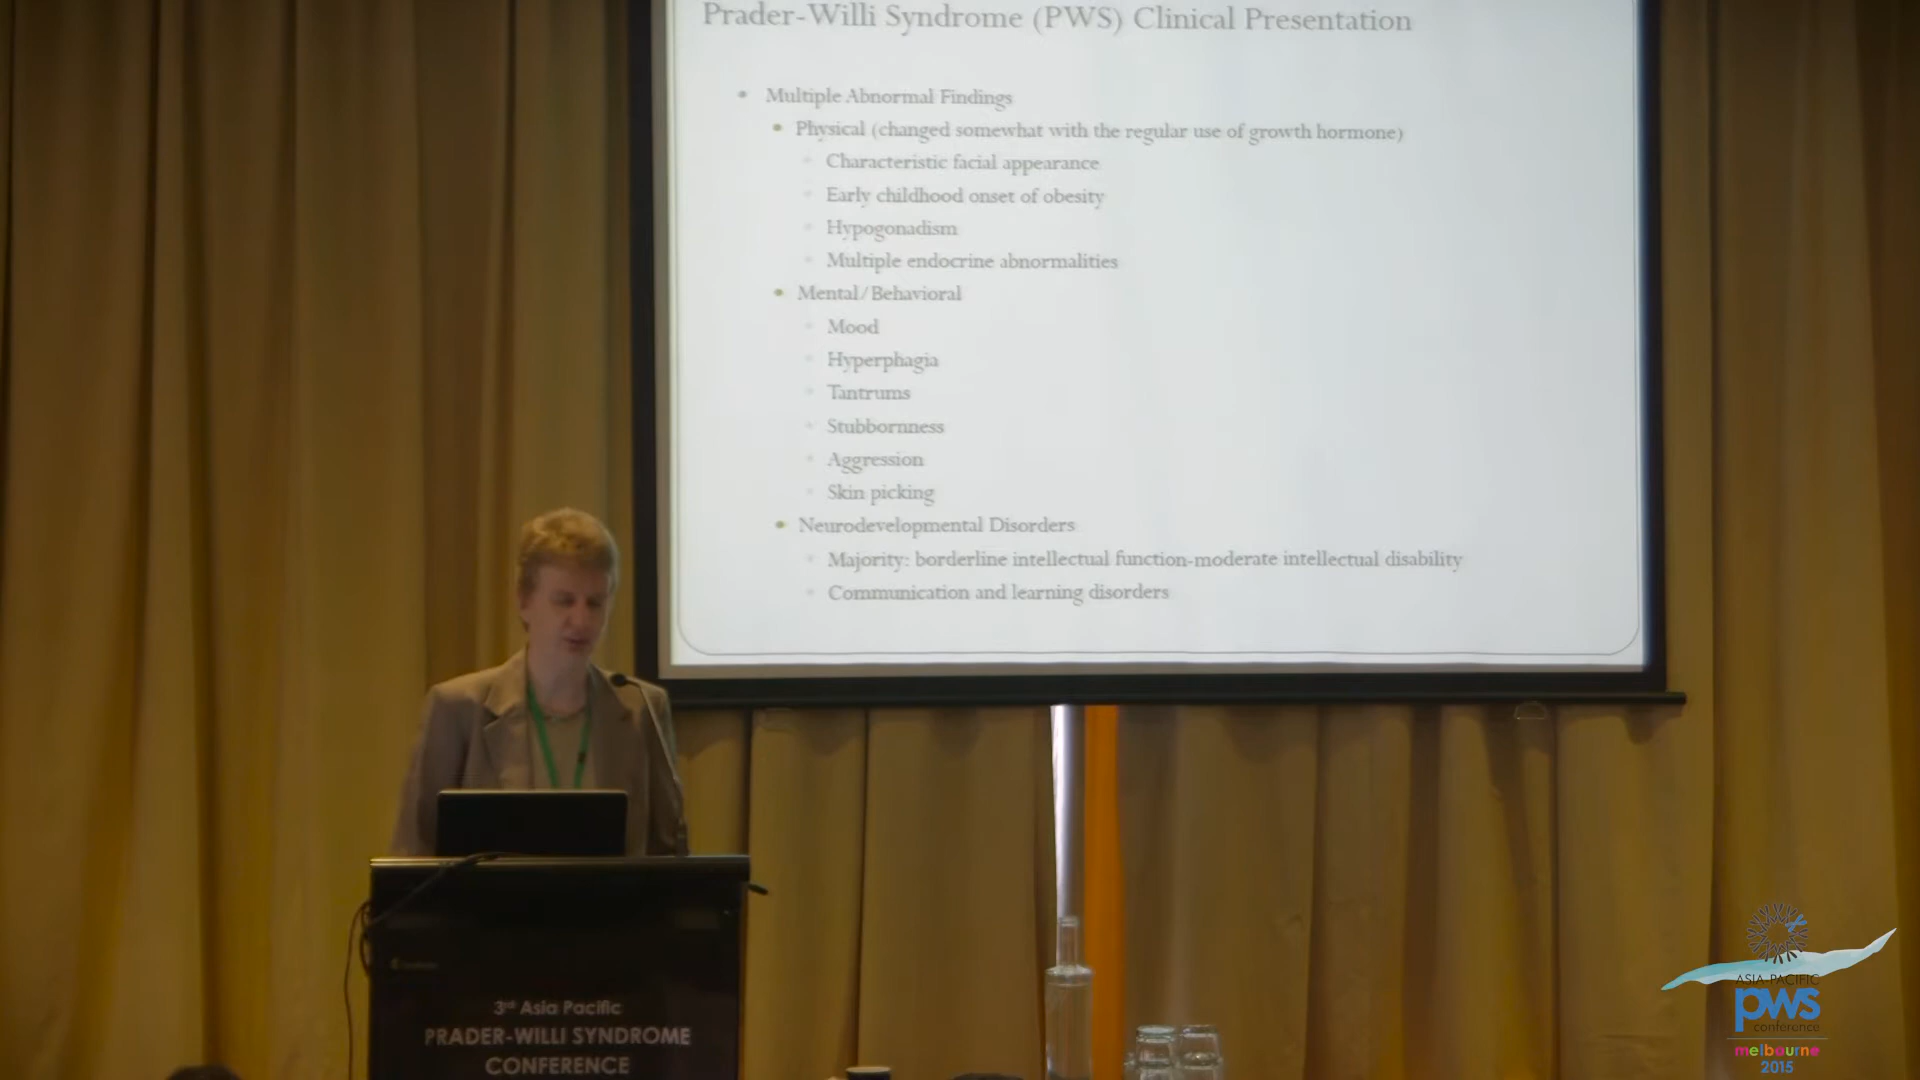 Prader-Willi Syndrome (PWS) Clinical Presentation
Multiple Abnormal Findings
Physical (changed somewhat with the regular use of growth hormone)
Characteristic facial appearance
Early childhood onset of obesity
Hypogonadism
Multiple endocrine abnormalities
Mental/Behavioral
Mood
Hyperphagia
Tantrums
Stubbornness
Aggression
Skin picking
Neurodevelopmental Disorders
Majority: borderline intellectual function-moderate intellectual disability
Communication and learning disorders
3rd Asia Pacific
PRADER-WILLI SYNDROME
CONFERENCE
ASIA-PACIFIC
pws
conference
melbourne
2015